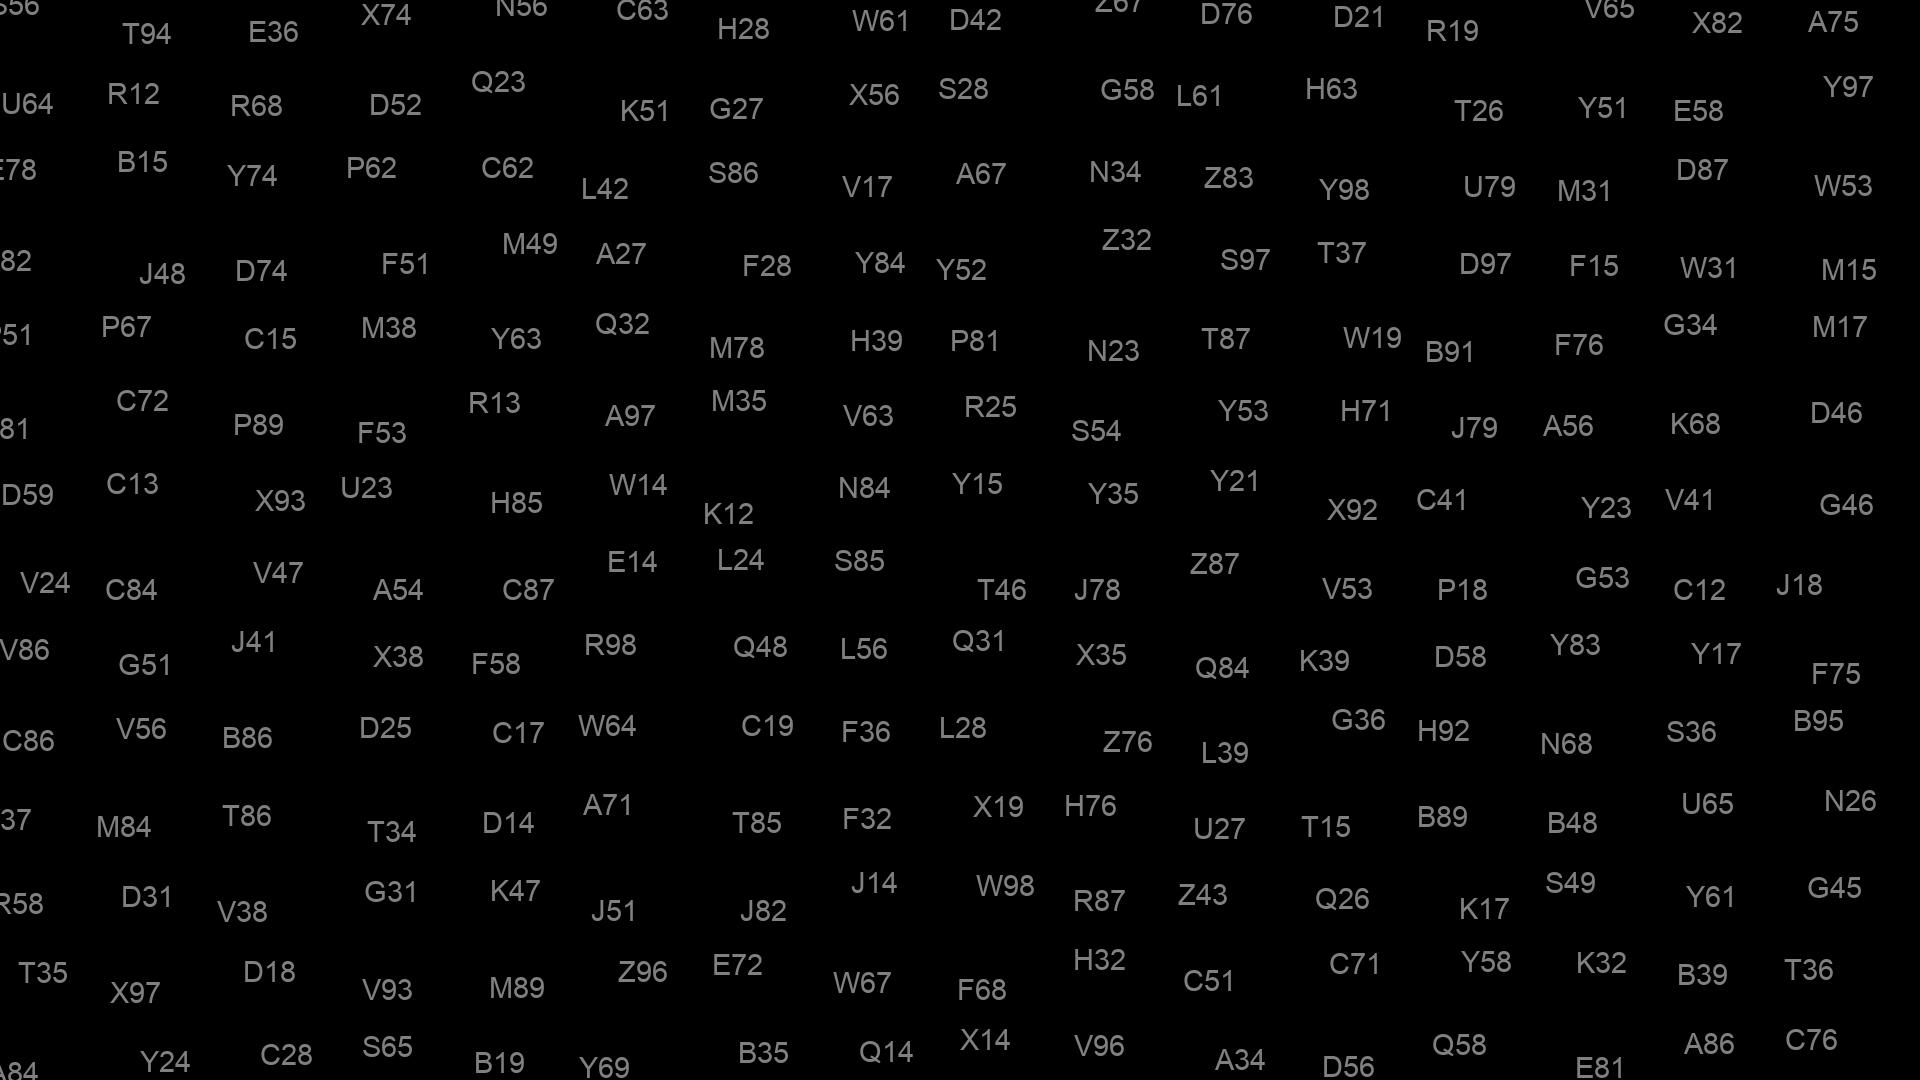 S56 T94 E36 X74 N56 C63 H28 W61 D42 Z67 D76 D21 R19 V65 X82 A75
U64 R12 R68 D52 Q23 K51 G27 X56 S28 G58 L61 H63 T26 Y51 E58 Y97
E78 B15 Y74 P62 C62 L42 S86 V17 A67 N34 Z83 Y98 U79 M31 D87 W53
82 J48 D74 F51 M49 A27 F28 Y84 Y52 Z32 S97 T37 D97 F15 W31 M15
51 P67 C15 M38 Y63 Q32 M78 H39 P81 N23 T87 W19 B91 F76 G34 M17
81 C72 P89 F53 R13 A97 M35 V63 R25 S54 Y53 H71 J79 A56 K68 D46
D59 C13 X93 U23 H85 W14 K12 N84 Y15 Y35 Y21 X92 C41 Y23 V41 G46
V24 C84 V47 A54 C87 E14 L24 S85 T46 J78 Z87 V53 P18 G53 C12 J18
V86 G51 J41 X38 F58 R98 Q48 L56 Q31 X35 Q84 K39 D58 Y83 Y17 F75
C86 V56 B86 D25 C17 W64 C19 F36 L28 Z76 L39 G36 H92 N68 S36 B95
37 M84 T86 T34 D14 A71 T85 F32 X19 H76 U27 T15 B89 B48 U65 N26
R58 D31 V38 G31 K47 J51 J82 J14 W98 R87 Z43 Q26 K17 S49 Y61 G45
T35 X97 D18 V93 M89 Z96 E72 W67 F68 H32 C51 C71 Y58 K32 B39 T36
A84 Y24 C28 S65 B19 Y69 B35 Q14 X14 V96 A34 D56 Q58 E81 A86 C76